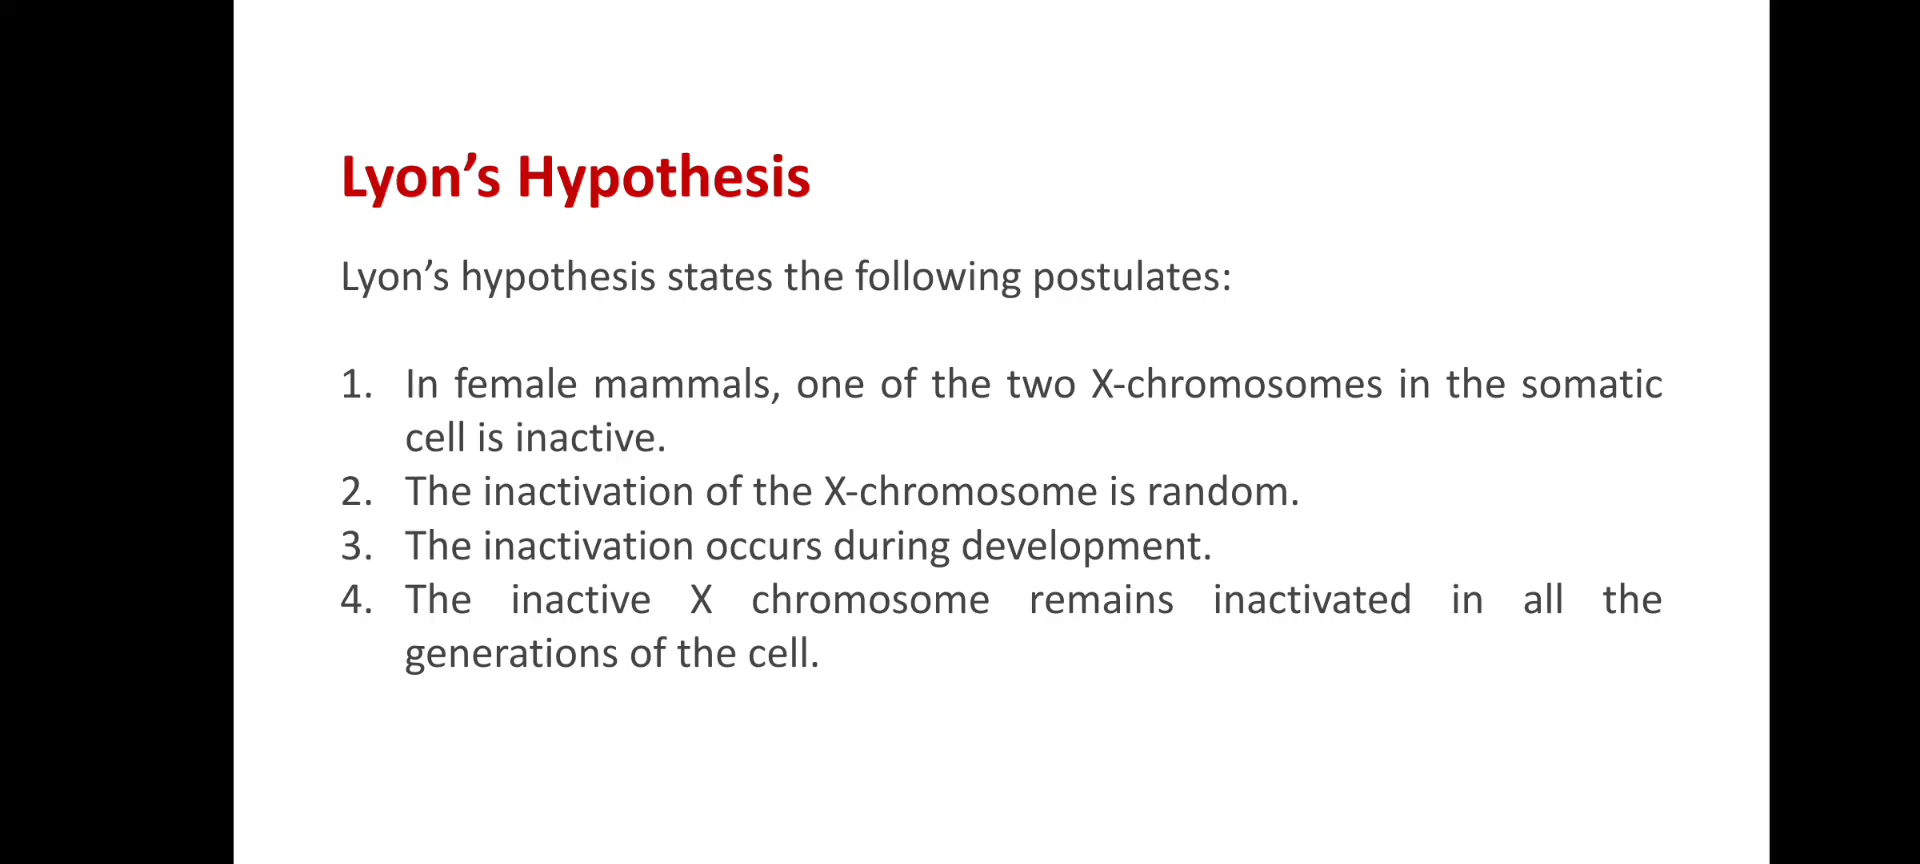 Lyon’s Hypothesis
Lyon’s hypothesis states the following postulates:
1. In female mammals, one of the two X-chromosomes in the somatic
cell is inactive.
2. The inactivation of the X-chromosome is random.
3. The inactivation occurs during development.
4. The inactive X chromosome remains inactivated in all the
generations of the cell.